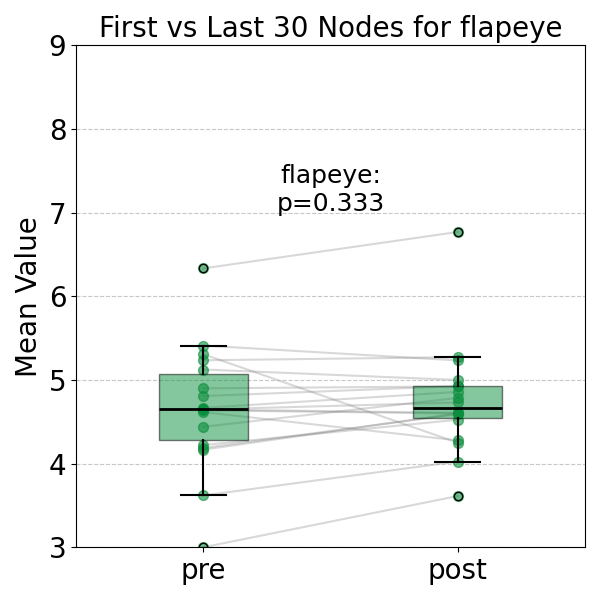 First vs Last 30 Nodes for flapeye
9
8
7
6
5
4
3
Mean Value
flapeye:
p=0.333
pre
post